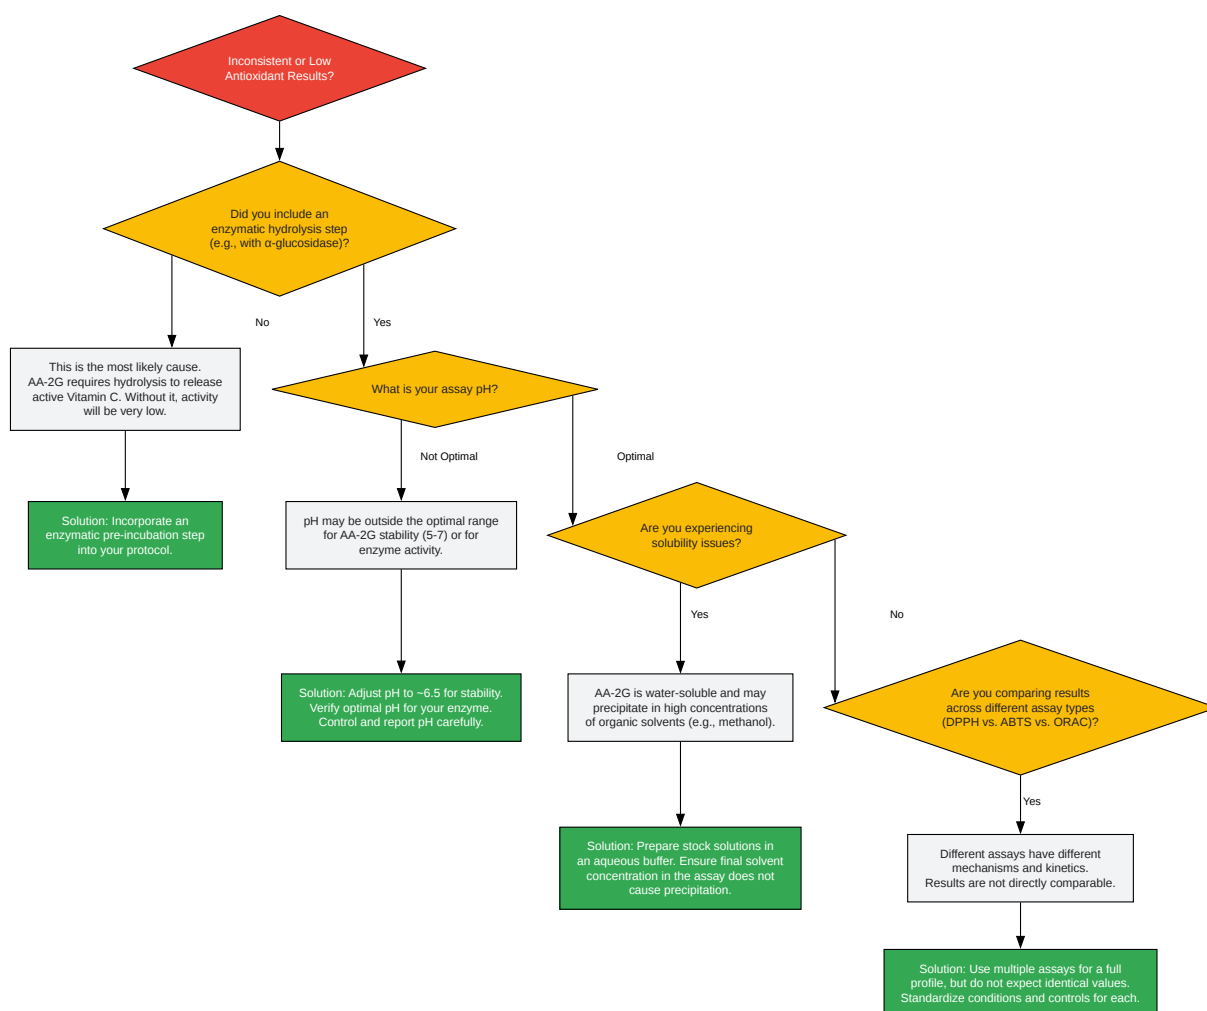 Inconsistent or Low
Antioxidant Results?
Did you include an
enzymatic hydrolysis step
(e.g., with α-glucosidase)?
No
Yes
This is the most likely cause.
AA-2G requires hydrolysis to release
active Vitamin C. Without it, activity
will be very low.
What is your assay pH?
Not Optimal
Optimal
Solution: Incorporate an
enzymatic pre-incubation step
into your protocol.
pH may be outside the optimal range
for AA-2G stability (5-7) or for
enzyme activity.
Are you experiencing
solubility issues?
Yes
No
Solution: Adjust pH to ~6.5 for stability.
Verify optimal pH for your enzyme.
Control and report pH carefully.
AA-2G is water-soluble and may
precipitate in high concentrations
of organic solvents (e.g., methanol).
Are you comparing results
across different assay types
(DPPH vs. ABTS vs. ORAC)?
Yes
Solution: Prepare stock solutions in
an aqueous buffer. Ensure final solvent
concentration in the assay does not
cause precipitation.
Different assays have different
mechanisms and kinetics.
Results are not directly comparable.
Solution: Use multiple assays for a full
profile, but do not expect identical values.
Standardize conditions and controls for each.